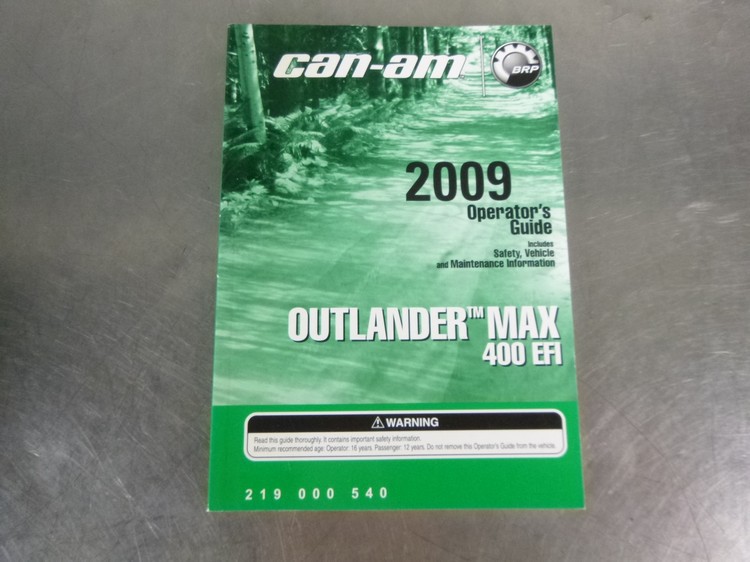 can-am
BRP
2009
Operator's
Guide
Includes
Safety, Vehicle
and Maintenance Information
OUTLANDER™ MAX
400 EFI
WARNING
Read this guide thoroughly. It contains important safety information.
Minimum recommended age: Operator: 16 years. Passenger: 12 years. Do not remove this Operator's Guide from the vehicle.
219 000 540